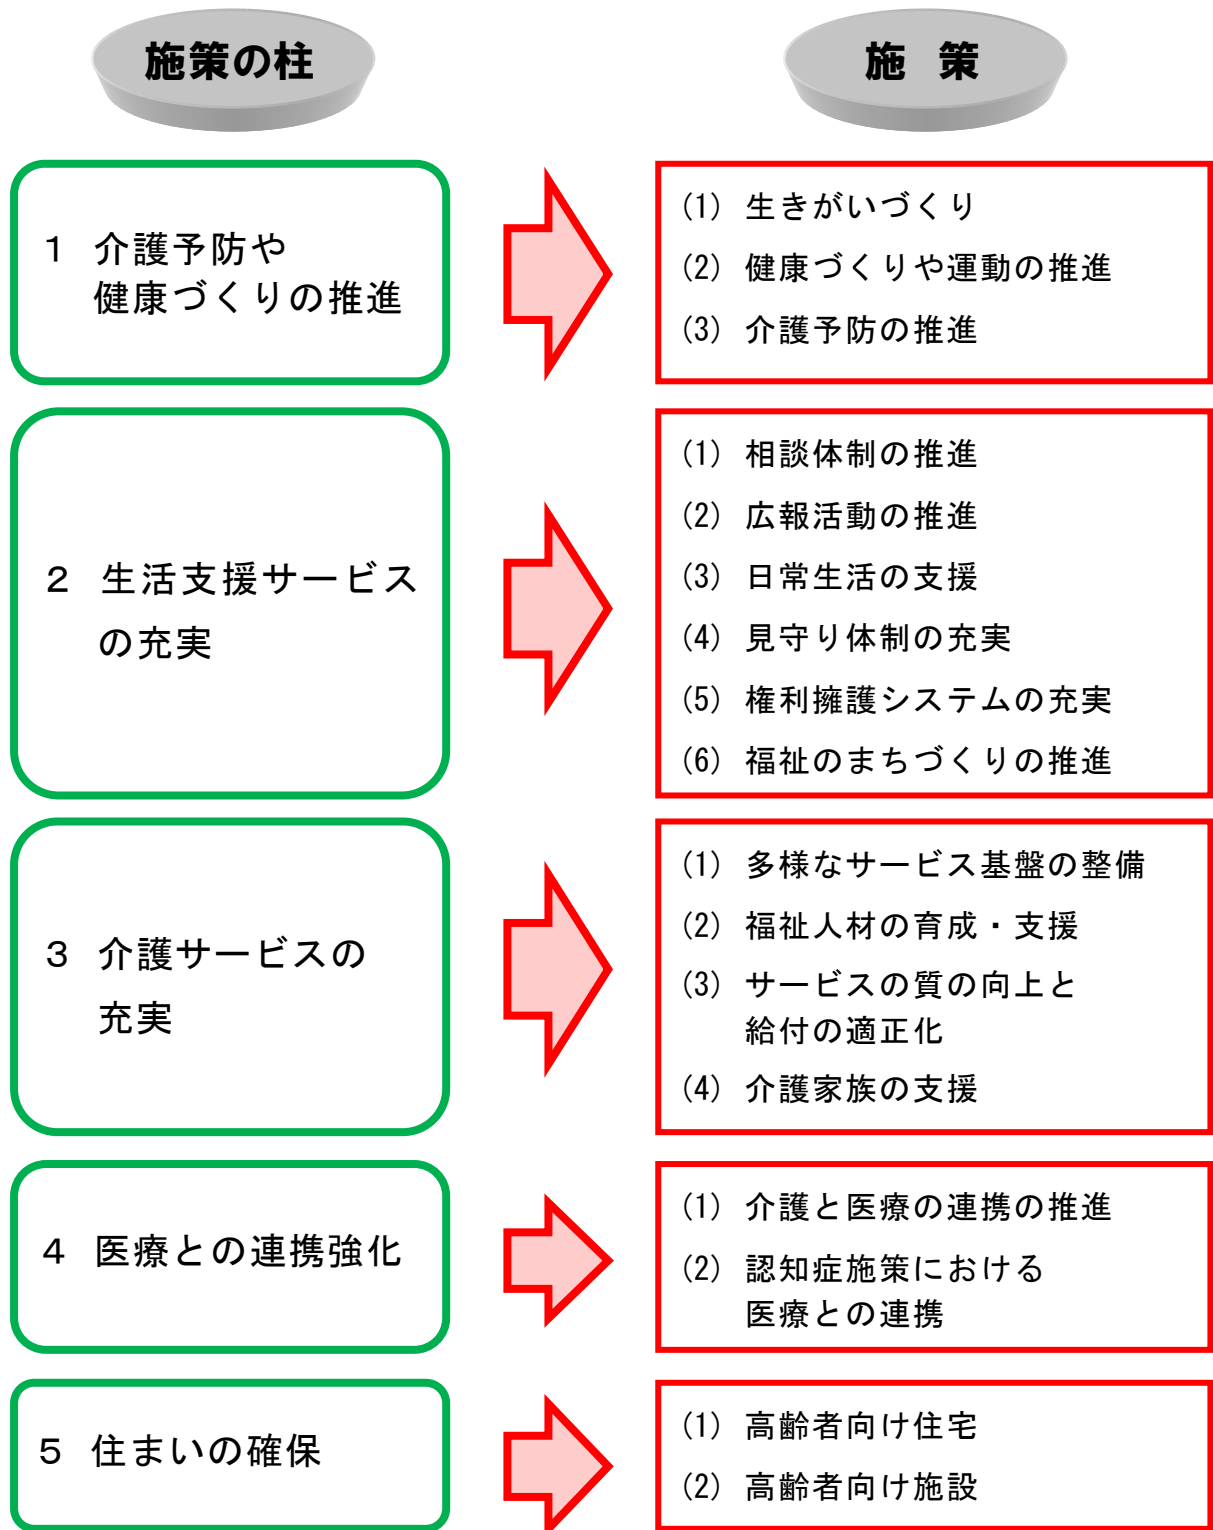 施策の柱
施　策
１　介護予防や
健康づくりの推進
(1) 生きがいづくり
(2) 健康づくりや運動の推進
(3) 介護予防の推進
２　生活支援サービス
の充実
(1) 相談体制の推進
(2) 広報活動の推進
(3) 日常生活の支援
(4) 見守り体制の充実
(5) 権利擁護システムの充実
(6) 福祉のまちづくりの推進
３　介護サービスの
充実
(1) 多様なサービス基盤の整備
(2) 福祉人材の育成・支援
(3) サービスの質の向上と
給付の適正化
(4) 介護家族の支援
４　医療との連携強化
(1) 介護と医療の連携の推進
(2) 認知症施策における
医療との連携
５　住まいの確保
(1) 高齢者向け住宅
(2) 高齢者向け施設